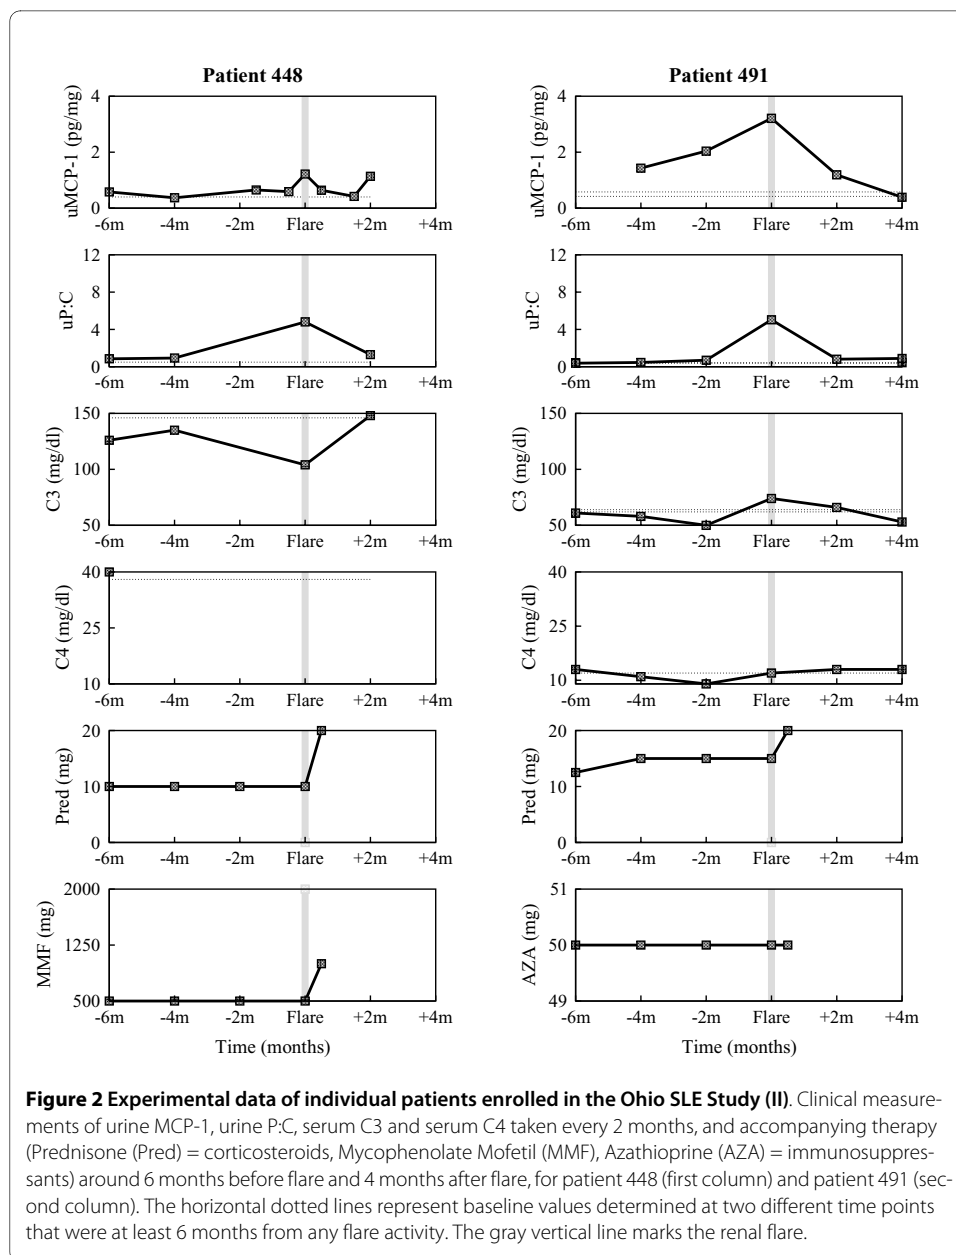 Patient 448
Patient 491
uMCP-1 (pg/mg)
4
2
0
-6m -4m -2m Flare +2m +4m
uMCP-1 (pg/mg)
4
2
0
-6m -4m -2m Flare +2m +4m
uP:C
12
8
4
0
-6m -4m -2m Flare +2m +4m
uP:C
12
8
4
0
-6m -4m -2m Flare +2m +4m
C3 (mg/dl)
150
100
50
-6m -4m -2m Flare +2m +4m
C3 (mg/dl)
150
100
50
-6m -4m -2m Flare +2m +4m
C4 (mg/dl)
40
25
10
-6m -4m -2m Flare +2m +4m
C4 (mg/dl)
40
25
10
-6m -4m -2m Flare +2m +4m
Pred (mg)
20
10
0
-6m -4m -2m Flare +2m +4m
Pred (mg)
20
10
0
-6m -4m -2m Flare +2m +4m
MMF (mg)
2000
1250
500
-6m -4m -2m Flare +2m +4m
Time (months)
AZA (mg)
51
50
49
-6m -4m -2m Flare +2m +4m
Time (months)
Figure 2 Experimental data of individual patients enrolled in the Ohio SLE Study (II). Clinical measure-
ments of urine MCP-1, urine P:C, serum C3 and serum C4 taken every 2 months, and accompanying therapy
(Prednisone (Pred) = corticosteroids, Mycophenolate Mofetil (MMF), Azathioprine (AZA) = immunosuppres-
sants) around 6 months before flare and 4 months after flare, for patient 448 (first column) and patient 491 (sec-
ond column). The horizontal dotted lines represent baseline values determined at two different time points
that were at least 6 months from any flare activity. The gray vertical line marks the renal flare.